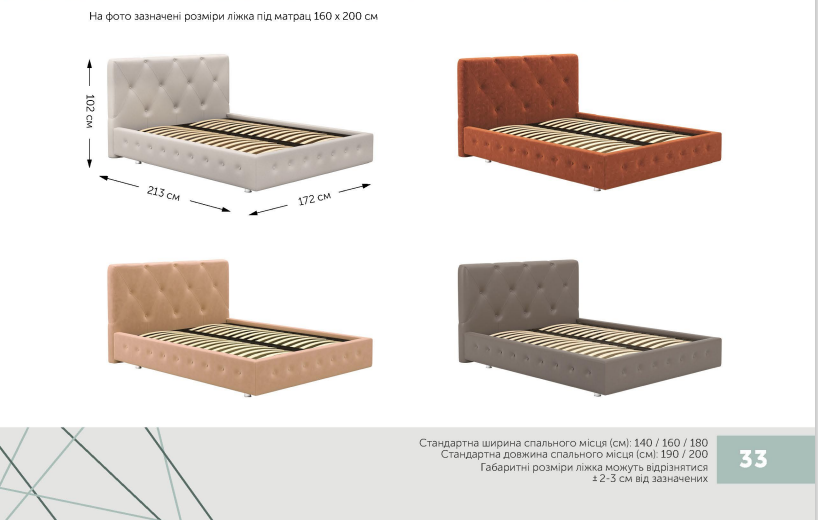 На фото зазначені розміри ліжка під матрац 160 х 200 см
102 см
213 см
172 см
Стандартна ширина спального місця (см): 140 / 160 / 180
Стандартна довжина спального місця (см): 190 / 200
Габаритні розміри ліжка можуть відрізнятися
± 2-3 см від зазначених
33